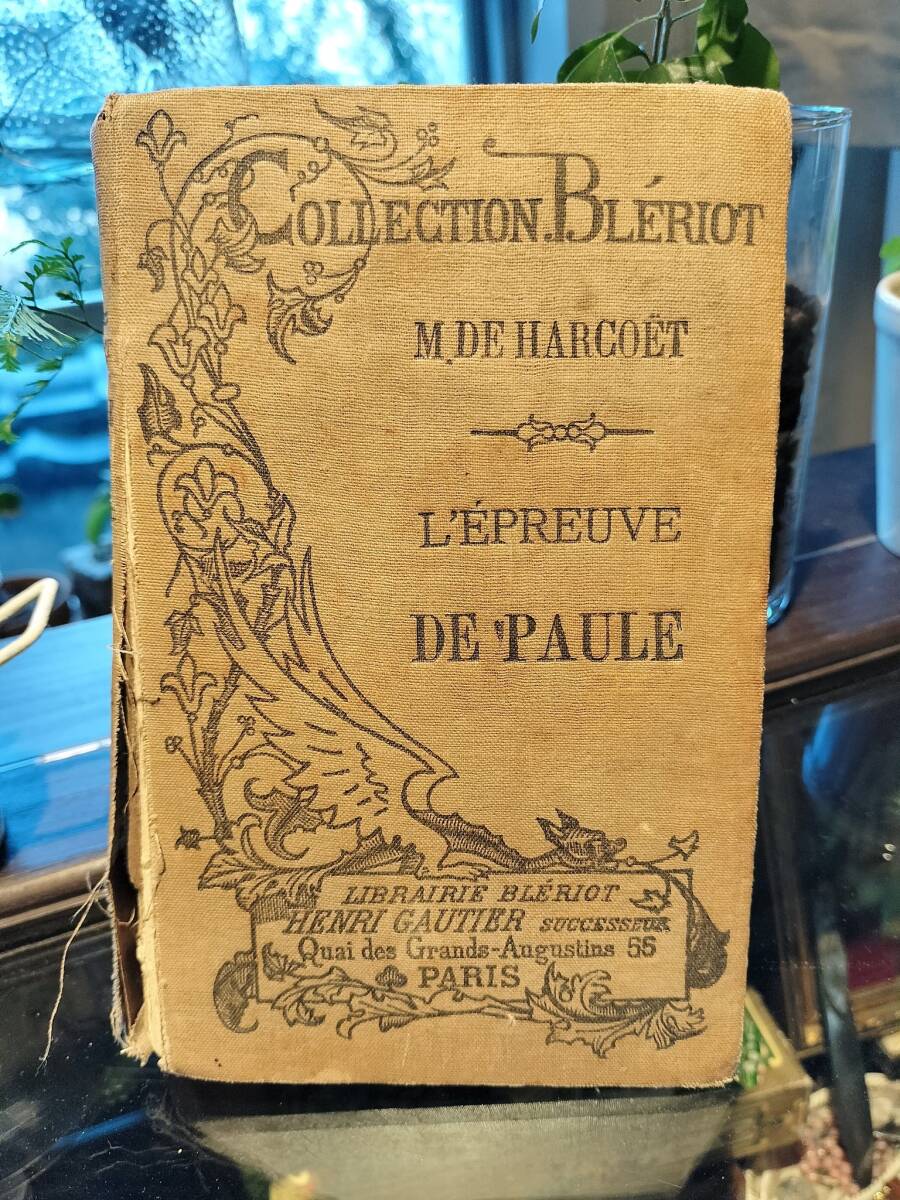 COLLECTION BLÉRIOT
M. DE HARCOËT
L'ÉPREUVE
DE PAULE
LIBRAIRIE BLÉRIOT
HENRI GAUTIER SUCCESSEUR
Quai des Grands-Augustins 55
PARIS